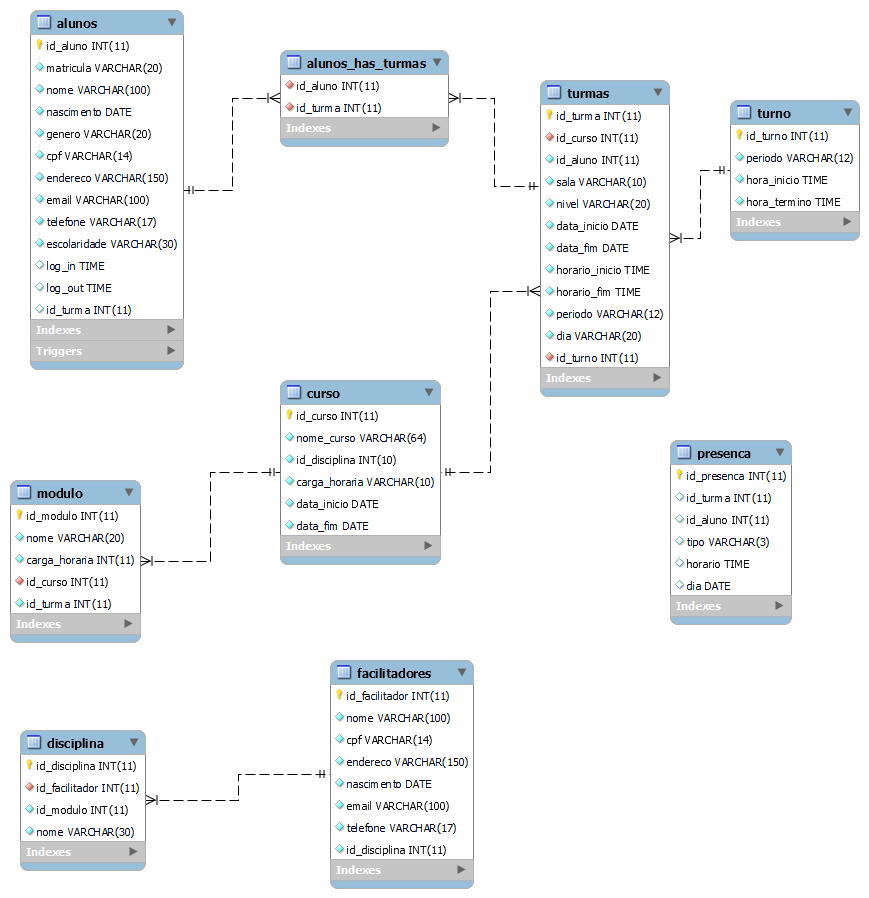 alunos
id_aluno INT(11)
matricula VARCHAR(20)
nome VARCHAR(100)
nascimento DATE
genero VARCHAR(20)
cpf VARCHAR(14)
endereco VARCHAR(150)
email VARCHAR(100)
telefone VARCHAR(17)
escolaridade VARCHAR(30)
log_in TIME
log_out TIME
id_turma INT(11)
Indexes
Triggers
alunos_has_turmas
id_aluno INT(11)
id_turma INT(11)
Indexes
turmas
id_turma INT(11)
id_curso INT(11)
id_aluno INT(11)
sala VARCHAR(10)
nivel VARCHAR(20)
data_inicio DATE
data_fim DATE
horario_inicio TIME
horario_fim TIME
periodo VARCHAR(12)
dia VARCHAR(20)
id_turno INT(11)
Indexes
turno
id_turno INT(11)
periodo VARCHAR(12)
hora_inicio TIME
hora_termino TIME
Indexes
curso
id_curso INT(11)
nome_curso VARCHAR(64)
id_disciplina INT(10)
carga_horaria VARCHAR(10)
data_inicio DATE
data_fim DATE
Indexes
modulo
id_modulo INT(11)
nome VARCHAR(20)
carga_horaria INT(11)
id_curso INT(11)
id_turma INT(11)
Indexes
presenca
id_presenca INT(11)
id_turma INT(11)
id_aluno INT(11)
tipo VARCHAR(3)
horario TIME
dia DATE
Indexes
facilitadores
id_facilitador INT(11)
nome VARCHAR(100)
cpf VARCHAR(14)
endereco VARCHAR(150)
nascimento DATE
email VARCHAR(100)
telefone VARCHAR(17)
id_disciplina INT(11)
Indexes
disciplina
id_disciplina INT(11)
id_facilitador INT(11)
id_modulo INT(11)
nome VARCHAR(30)
Indexes